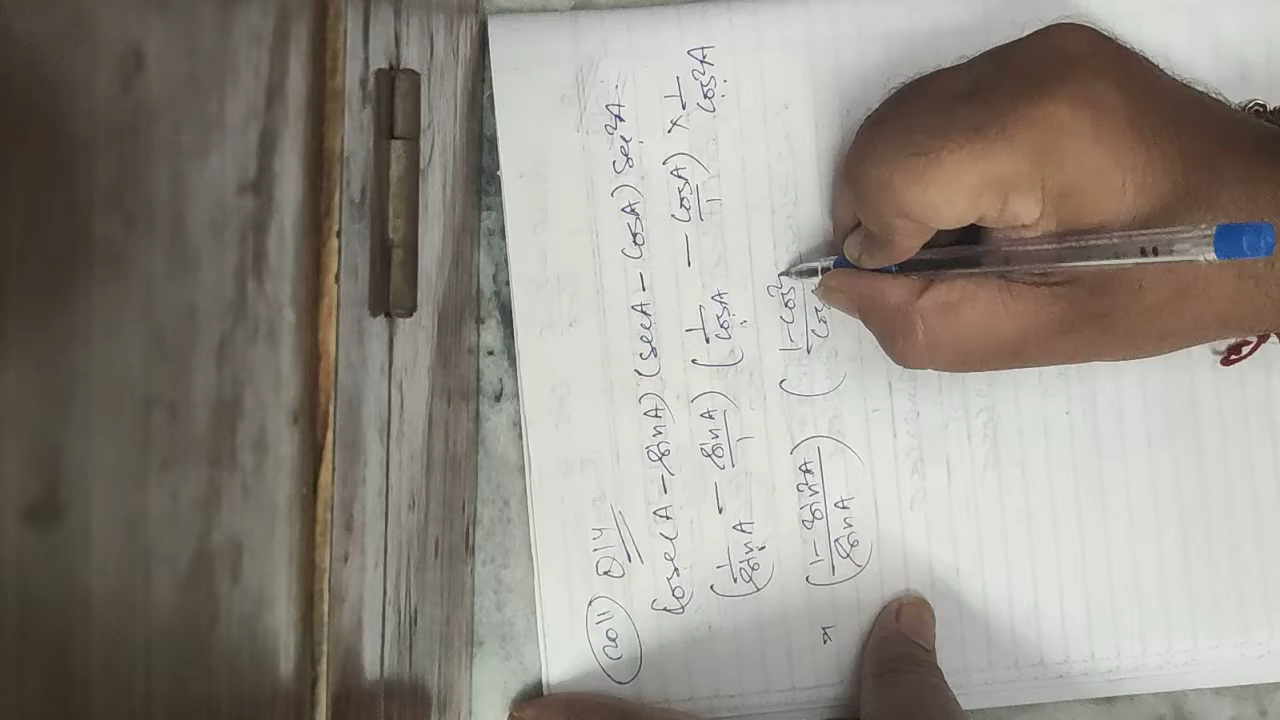 2011 Q14
(cosecA - sinA) (secA - cosA) sec²A.
(1/sinA - sinA/1) (1/cosA - cosA/1) × 1/cos²A
(1 - sin²A/sinA) (1 - cos²/cos